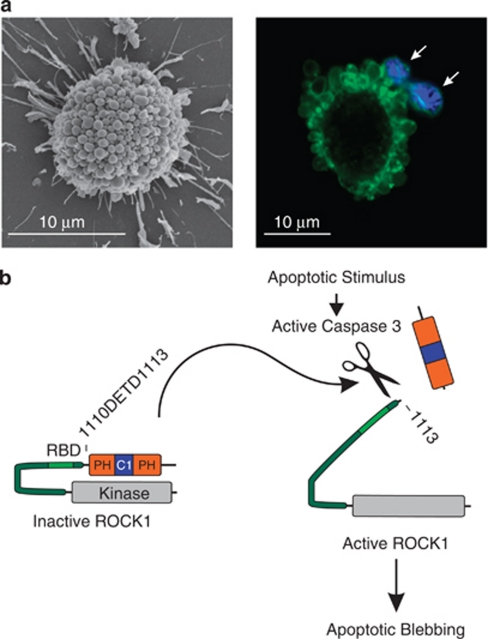 a
10 μm
10 μm
b
Apoptotic Stimulus
Active Caspase 3
1110DETD1113
~1113
RBD
PH C1 PH
Kinase
Inactive ROCK1
Active ROCK1
Apoptotic Blebbing